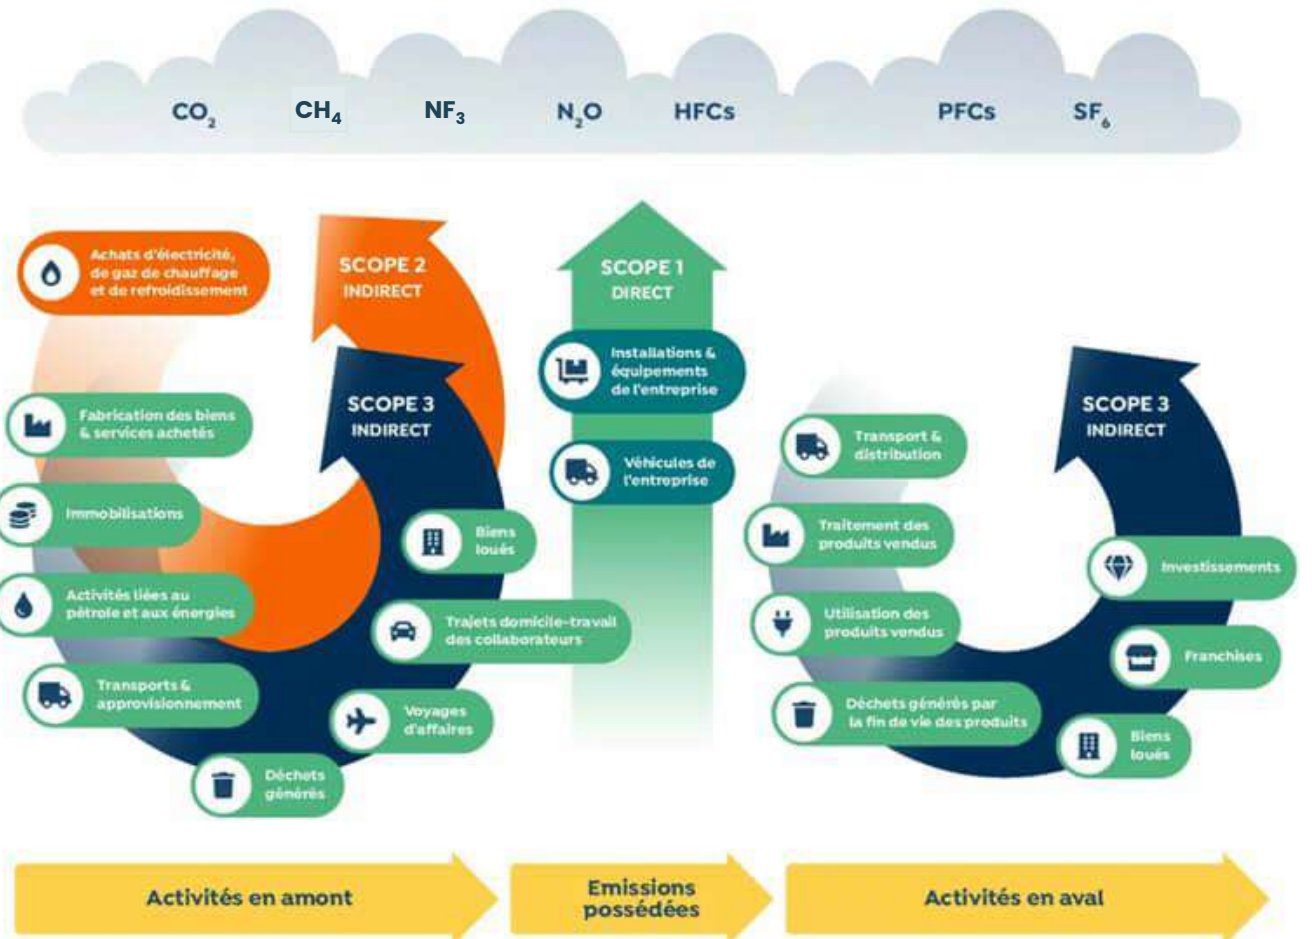 CO₂ CH₄ NF₃ N₂O HFCs PFCs SF₆
Achats d'électricité,
de gaz de chauffage
et de refroidissement
SCOPE 2
INDIRECT
SCOPE 3
INDIRECT
Fabrication des biens
& services achetés
Immobilisations
Activités liées au
pétrole et aux énergies
Transports &
approvisionnement
Déchets
générés
Voyages
d'affaires
Trajets domicile-travail
des collaborateurs
Biens
loués
SCOPE 1
DIRECT
Installations &
équipements
de l'entreprise
Véhicules de
l'entreprise
SCOPE 3
INDIRECT
Transport &
distribution
Traitement des
produits vendus
Utilisation des
produits vendus
Déchets générés par
la fin de vie des produits
Investissements
Franchises
Biens
loués
Activités en amont
Emissions
possédées
Activités en aval